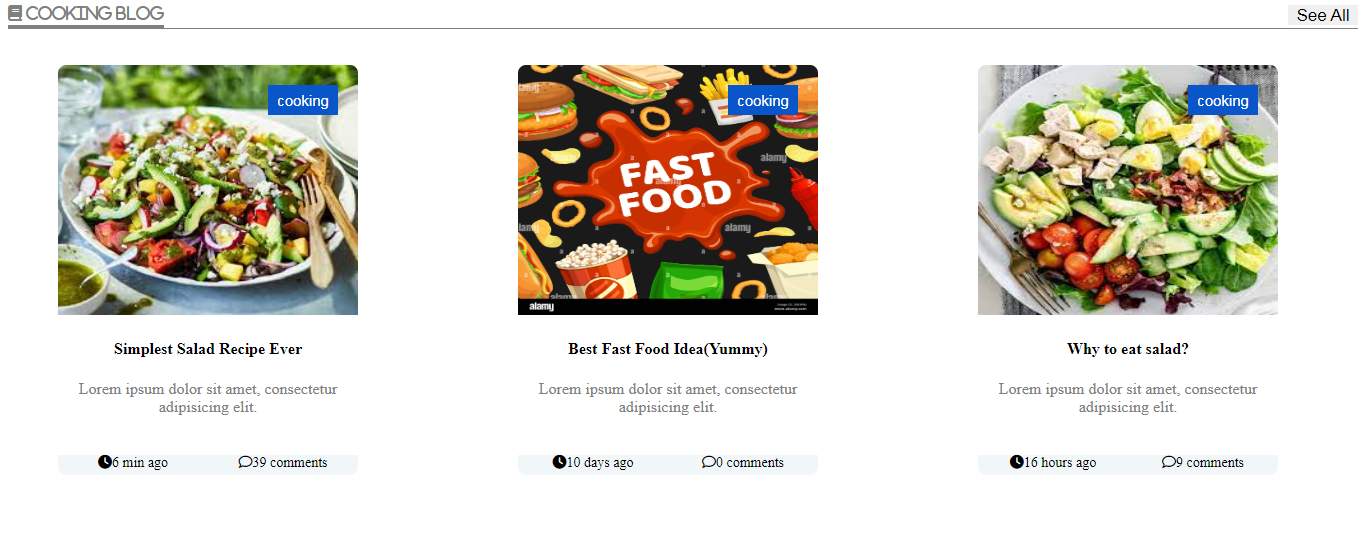 COOKING BLOG
See All
cooking
cooking
cooking
FAST
FOOD
alamy
alamy
alamy
Simplest Salad Recipe Ever
Best Fast Food Idea(Yummy)
Why to eat salad?
Lorem ipsum dolor sit amet, consectetur
adipisicing elit.
Lorem ipsum dolor sit amet, consectetur
adipisicing elit.
Lorem ipsum dolor sit amet, consectetur
adipisicing elit.
6 min ago
39 comments
10 days ago
0 comments
16 hours ago
9 comments